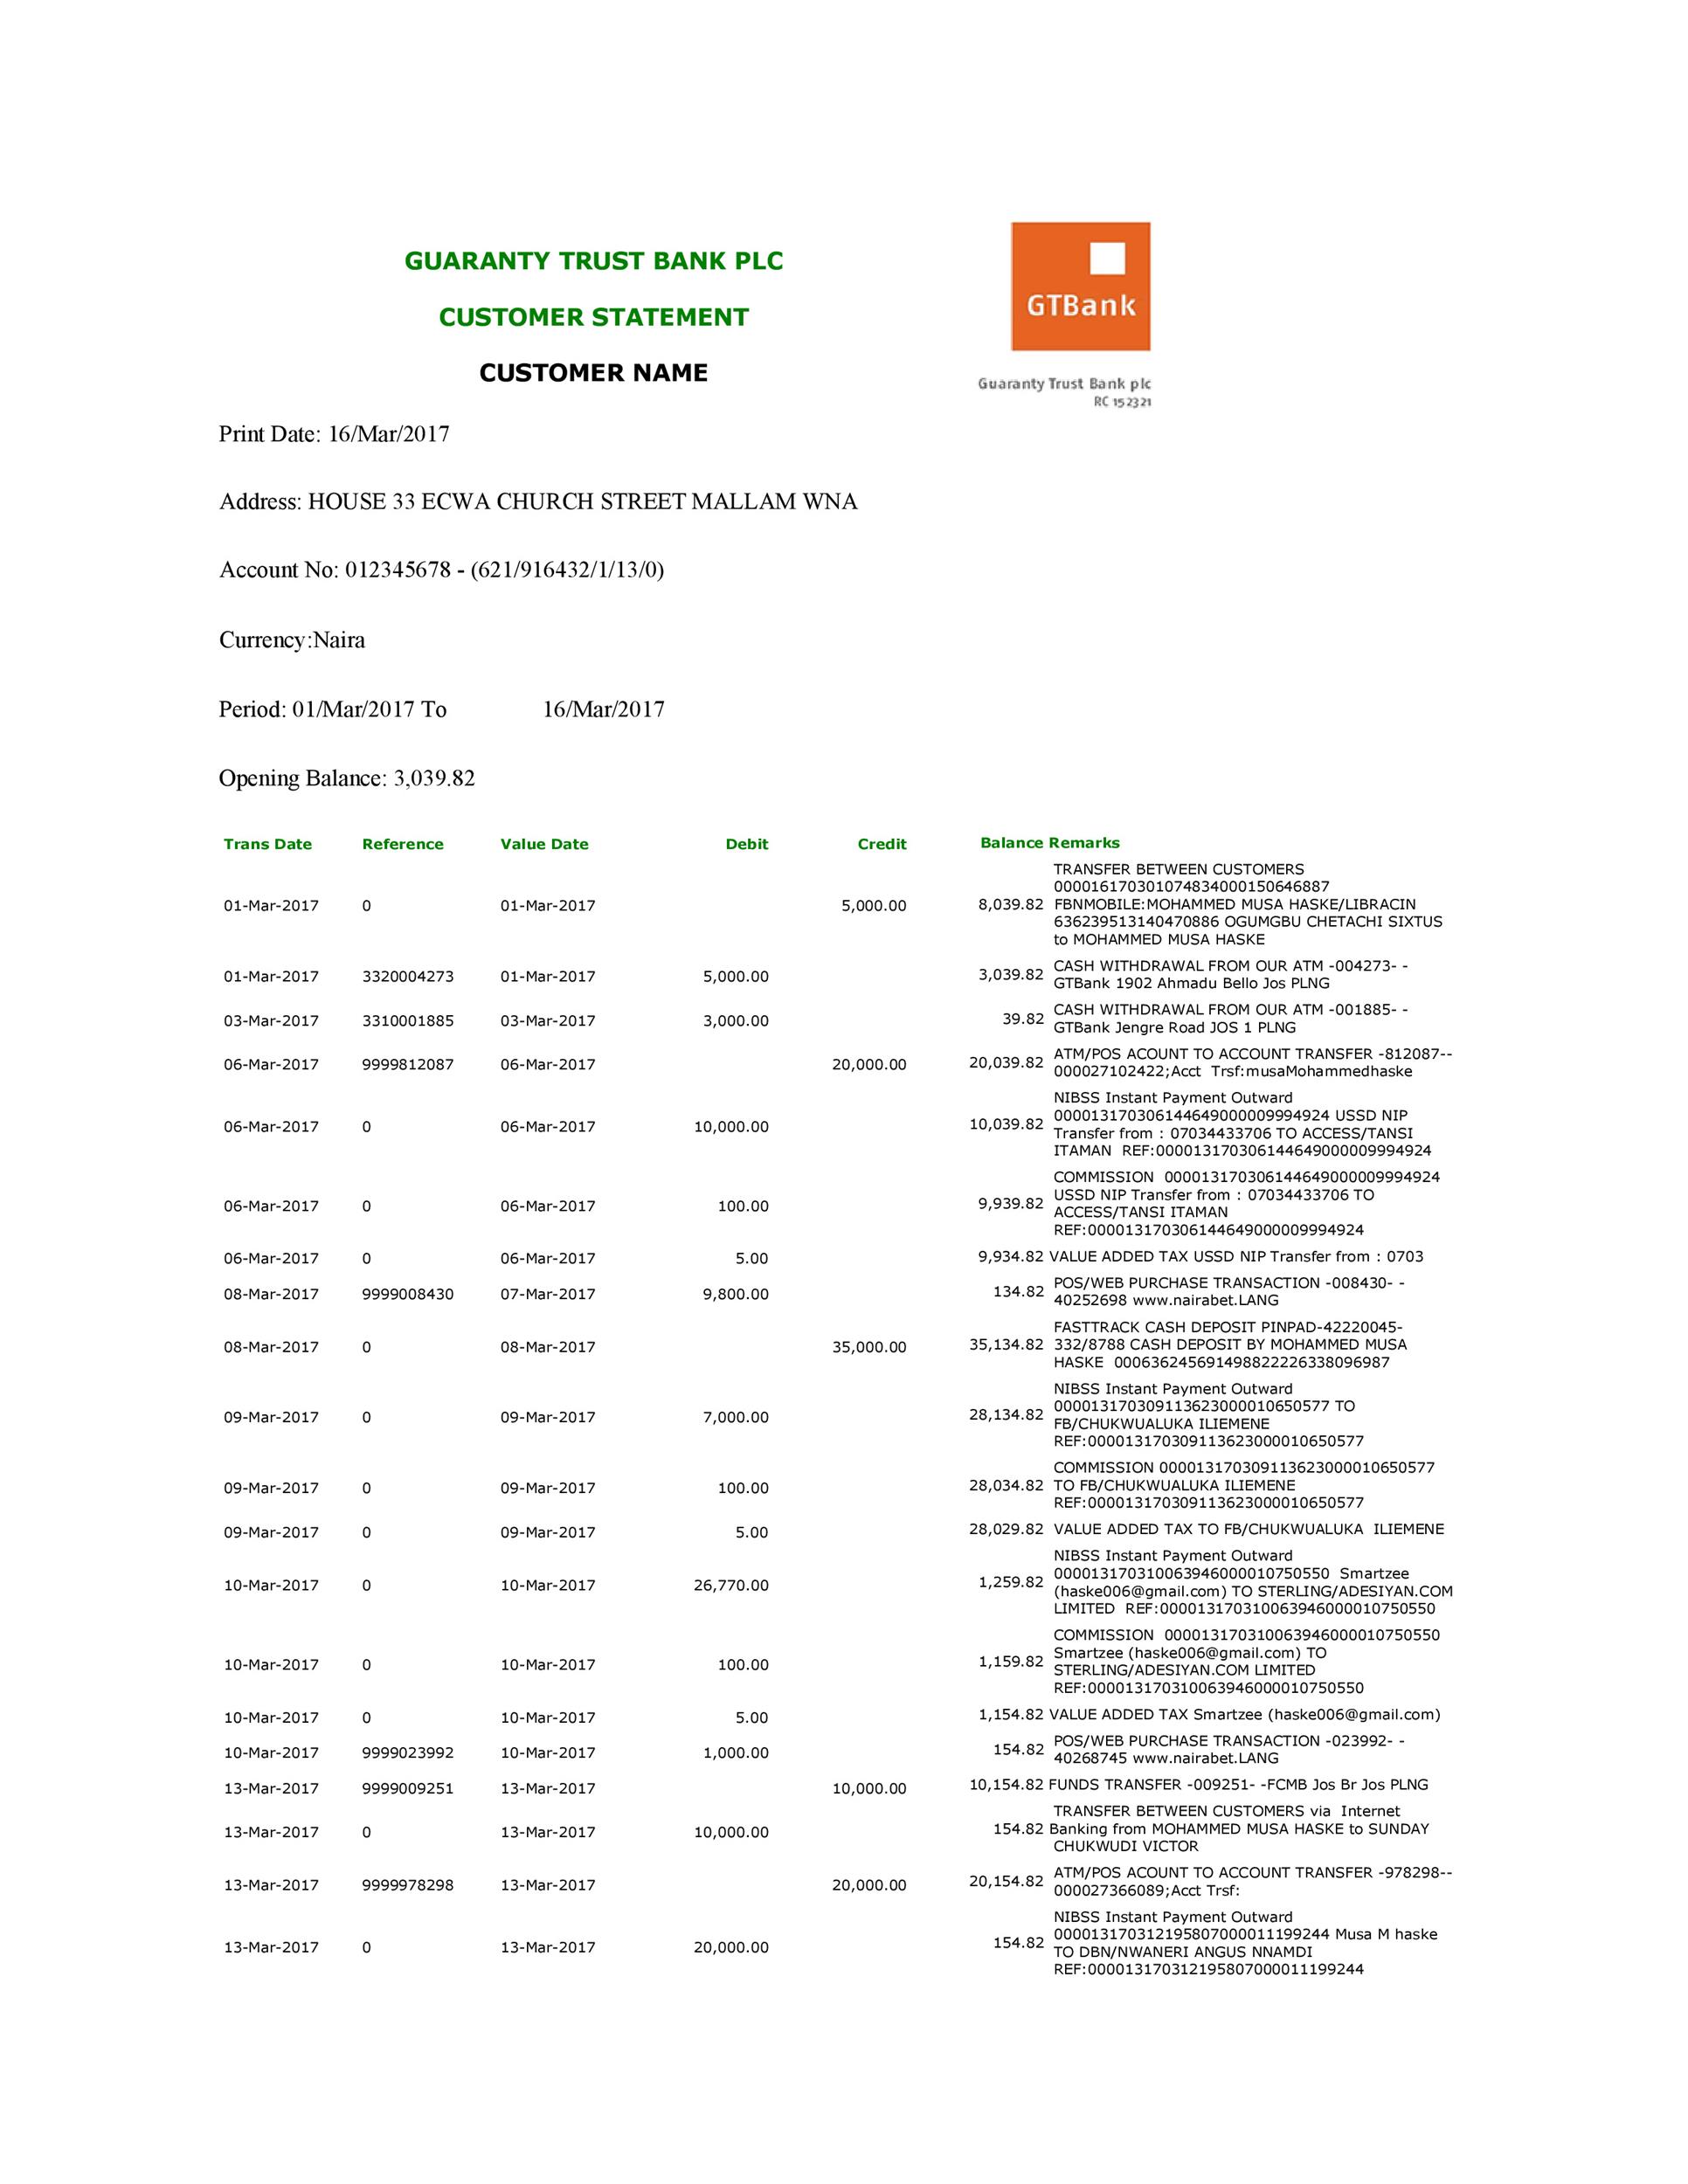 GUARANTY TRUST BANK PLC
CUSTOMER STATEMENT
CUSTOMER NAME
GTBank
Guaranty Trust Bank plc
RC 152321
Print Date: 16/Mar/2017
Address: HOUSE 33 ECWA CHURCH STREET MALLAM WNA
Account No: 012345678 - (621/916432/1/13/0)
Currency:Naira
Period: 01/Mar/2017 To 16/Mar/2017
Opening Balance: 3,039.82
Trans Date Reference Value Date Debit Credit Balance Remarks
TRANSFER BETWEEN CUSTOMERS
000016170301074834000150646887
01-Mar-2017 0 01-Mar-2017 5,000.00 8,039.82 FBNMOBILE:MOHAMMED MUSA HASKE/LIBRACIN
636239513140470886 OGUMGBU CHETACHI SIXTUS
to MOHAMMED MUSA HASKE
01-Mar-2017 3320004273 01-Mar-2017 5,000.00 3,039.82 CASH WITHDRAWAL FROM OUR ATM -004273- -
GTBank 1902 Ahmadu Bello Jos PLNG
03-Mar-2017 3310001885 03-Mar-2017 3,000.00 39.82 CASH WITHDRAWAL FROM OUR ATM -001885- -
GTBank Jengre Road JOS 1 PLNG
06-Mar-2017 9999812087 06-Mar-2017 20,000.00 20,039.82 ATM/POS ACOUNT TO ACCOUNT TRANSFER -812087--
000027102422;Acct Trsf:musaMohammedhaske
NIBSS Instant Payment Outward
000013170306144649000009994924 USSD NIP
06-Mar-2017 0 06-Mar-2017 10,000.00 10,039.82 Transfer from : 07034433706 TO ACCESS/TANSI
ITAMAN REF:000013170306144649000009994924
COMMISSION 000013170306144649000009994924
06-Mar-2017 0 06-Mar-2017 100.00 9,939.82 USSD NIP Transfer from : 07034433706 TO
ACCESS/TANSI ITAMAN
REF:000013170306144649000009994924
06-Mar-2017 0 06-Mar-2017 5.00 9,934.82 VALUE ADDED TAX USSD NIP Transfer from : 0703
08-Mar-2017 9999008430 07-Mar-2017 9,800.00 134.82 POS/WEB PURCHASE TRANSACTION -008430- -
40252698 www.nairabet.LANG
FASTTRACK CASH DEPOSIT PINPAD-42220045-
08-Mar-2017 0 08-Mar-2017 35,000.00 35,134.82 332/8788 CASH DEPOSIT BY MOHAMMED MUSA
HASKE 000636245691498822226338096987
NIBSS Instant Payment Outward
000013170309113623000010650577 TO
09-Mar-2017 0 09-Mar-2017 7,000.00 28,134.82 FB/CHUKWUALUKA ILIEMENE
REF:000013170309113623000010650577
COMMISSION 000013170309113623000010650577
09-Mar-2017 0 09-Mar-2017 100.00 28,034.82 TO FB/CHUKWUALUKA ILIEMENE
REF:000013170309113623000010650577
09-Mar-2017 0 09-Mar-2017 5.00 28,029.82 VALUE ADDED TAX TO FB/CHUKWUALUKA ILIEMENE
NIBSS Instant Payment Outward
000013170310063946000010750550 Smartzee
10-Mar-2017 0 10-Mar-2017 26,770.00 1,259.82 (haske006@gmail.com) TO STERLING/ADESIYAN.COM
LIMITED REF:000013170310063946000010750550
COMMISSION 000013170310063946000010750550
10-Mar-2017 0 10-Mar-2017 100.00 1,159.82 Smartzee (haske006@gmail.com) TO
STERLING/ADESIYAN.COM LIMITED
REF:000013170310063946000010750550
10-Mar-2017 0 10-Mar-2017 5.00 1,154.82 VALUE ADDED TAX Smartzee (haske006@gmail.com)
10-Mar-2017 9999023992 10-Mar-2017 1,000.00 154.82 POS/WEB PURCHASE TRANSACTION -023992- -
40268745 www.nairabet.LANG
13-Mar-2017 9999009251 13-Mar-2017 10,000.00 10,154.82 FUNDS TRANSFER -009251- -FCMB Jos Br Jos PLNG
TRANSFER BETWEEN CUSTOMERS via Internet
13-Mar-2017 0 13-Mar-2017 10,000.00 154.82 Banking from MOHAMMED MUSA HASKE to SUNDAY
CHUKWUDI VICTOR
13-Mar-2017 9999978298 13-Mar-2017 20,000.00 20,154.82 ATM/POS ACOUNT TO ACCOUNT TRANSFER -978298--
000027366089;Acct Trsf:
NIBSS Instant Payment Outward
000013170312195807000011199244 Musa M haske
13-Mar-2017 0 13-Mar-2017 20,000.00 154.82 TO DBN/NWANERI ANGUS NNAMDI
REF:000013170312195807000011199244